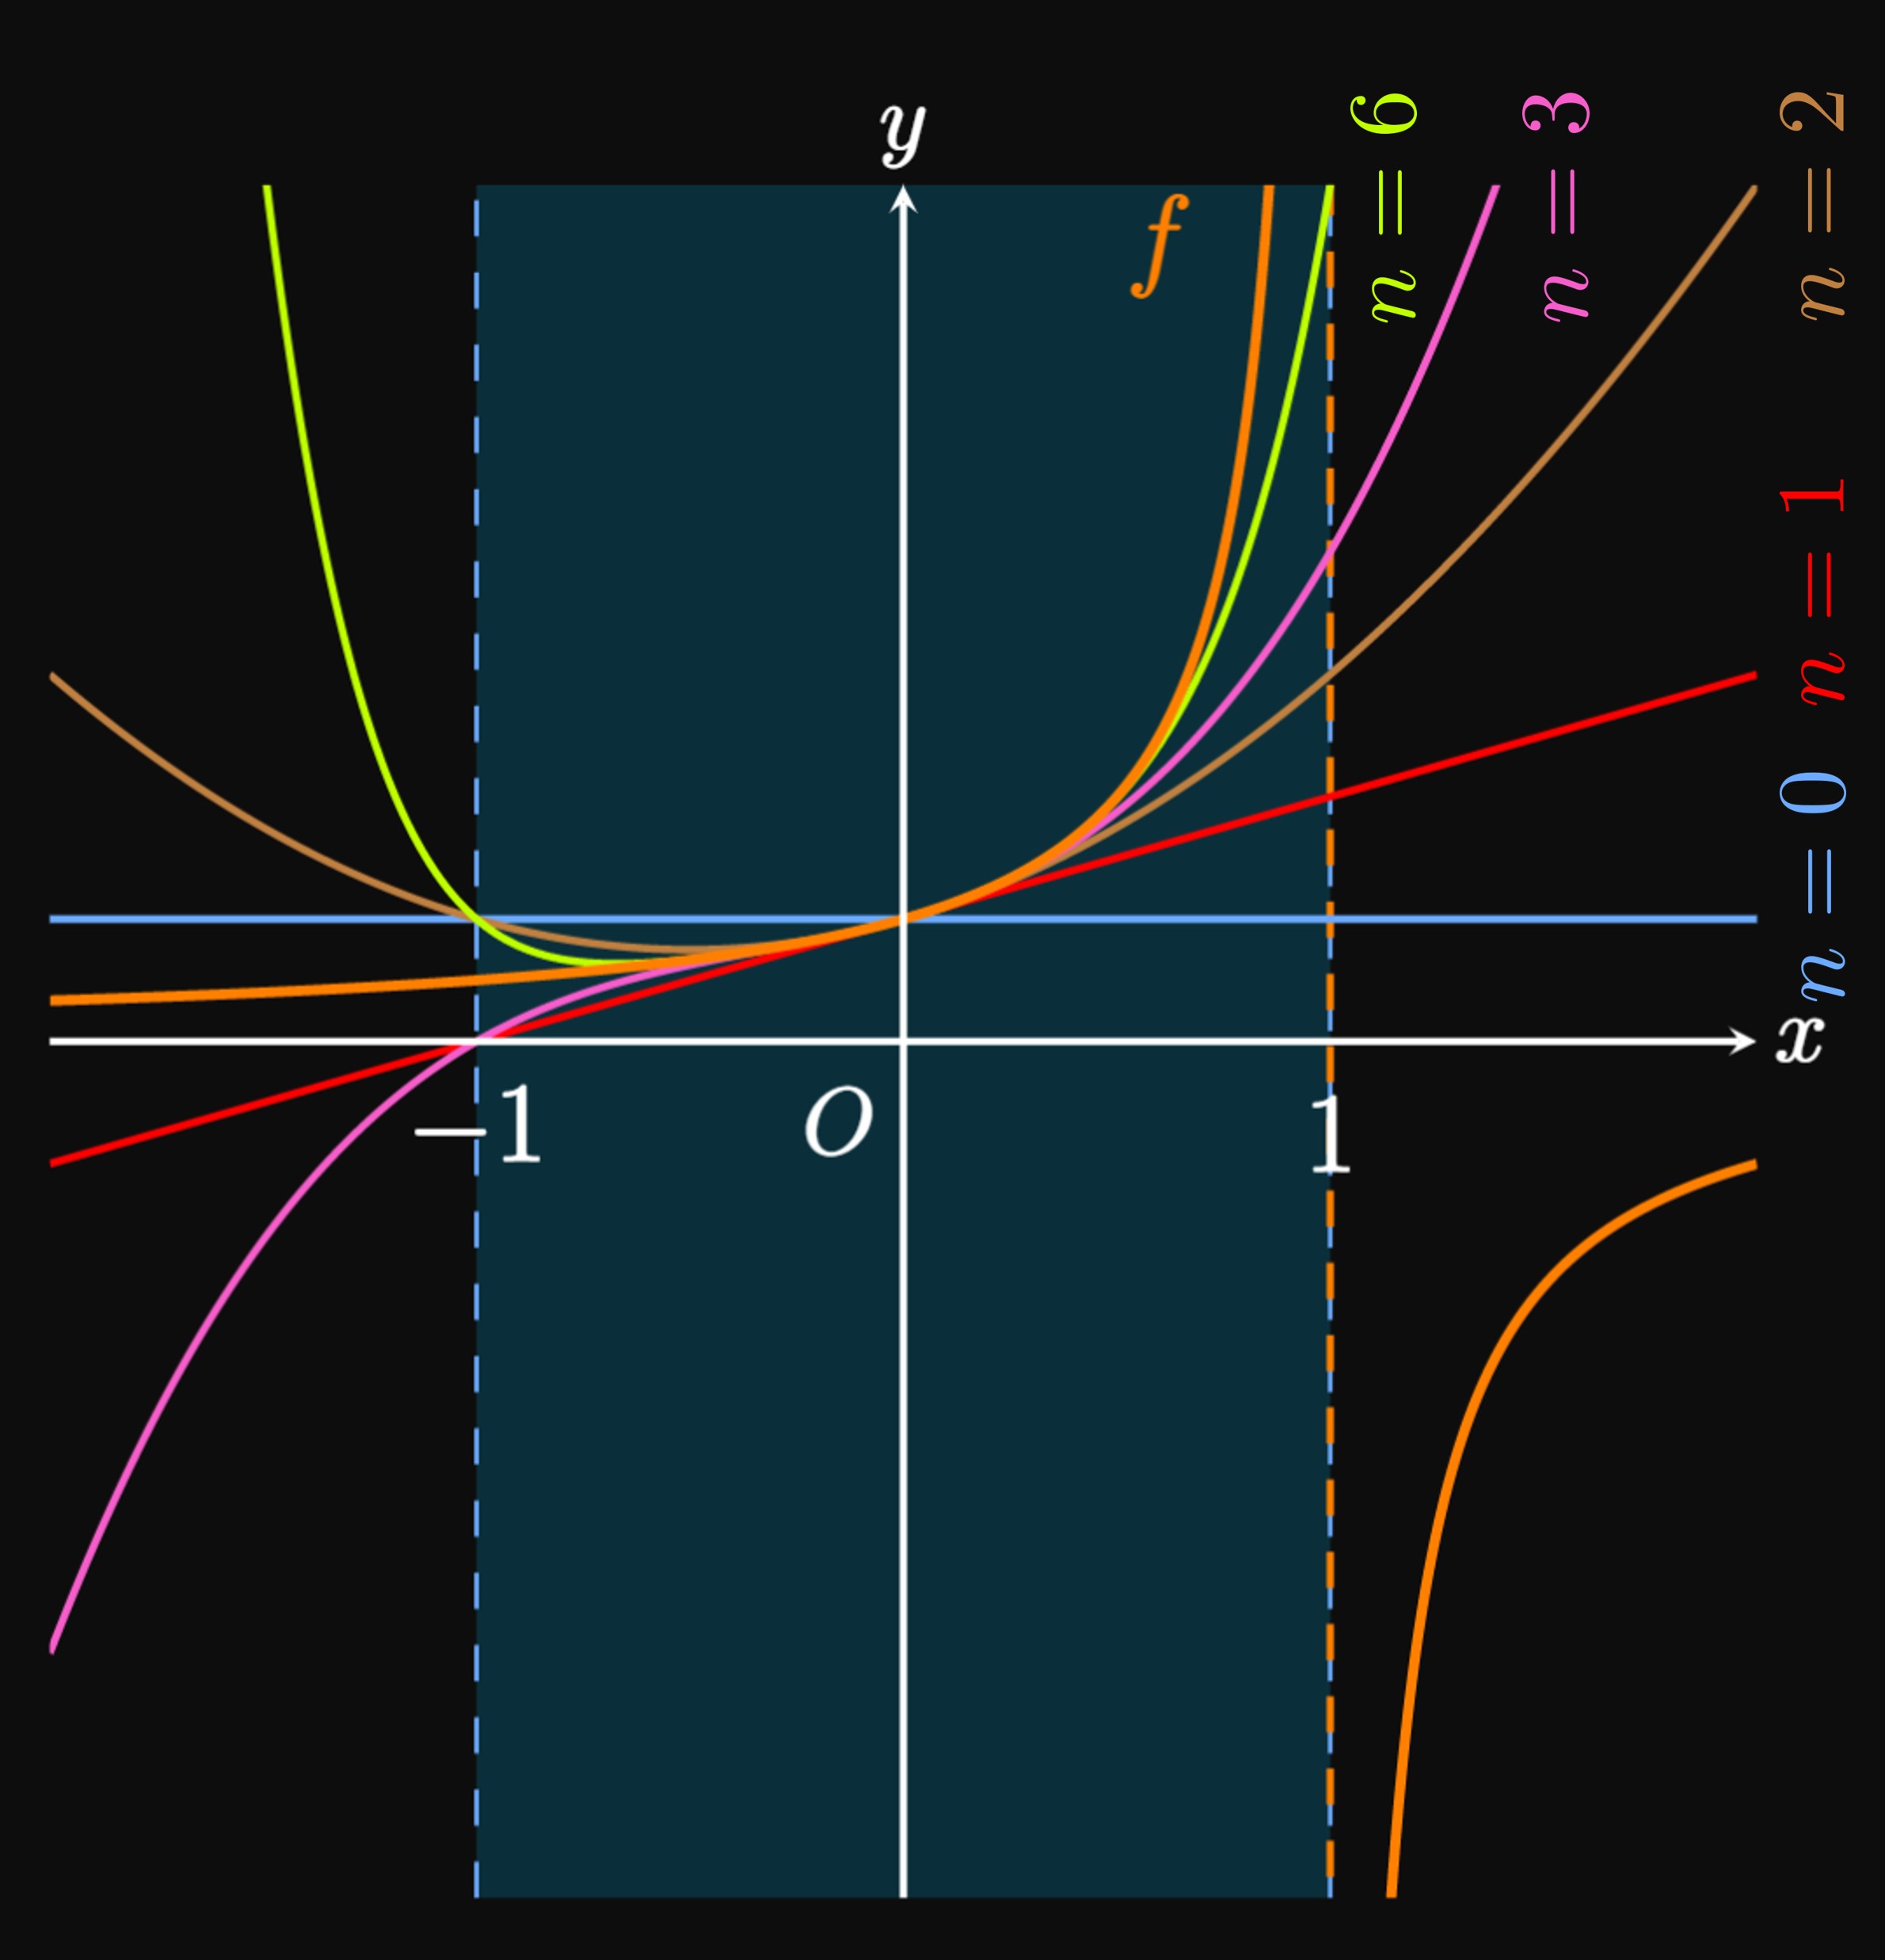 y
f
n = 6
n = 3
n = 2
n = 1
n = 0
x
−1
O
1